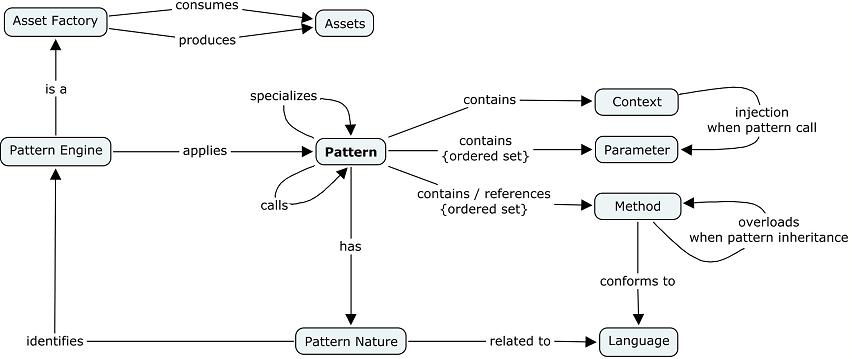 consumes
Asset Factory
Assets
produces
is a
specializes
contains
Context
injection
when pattern call
Pattern Engine
applies
Pattern
contains
{ordered set}
Parameter
calls
contains / references
{ordered set}
Method
overloads
when pattern inheritance
has
conforms to
identifies
Pattern Nature
related to
Language